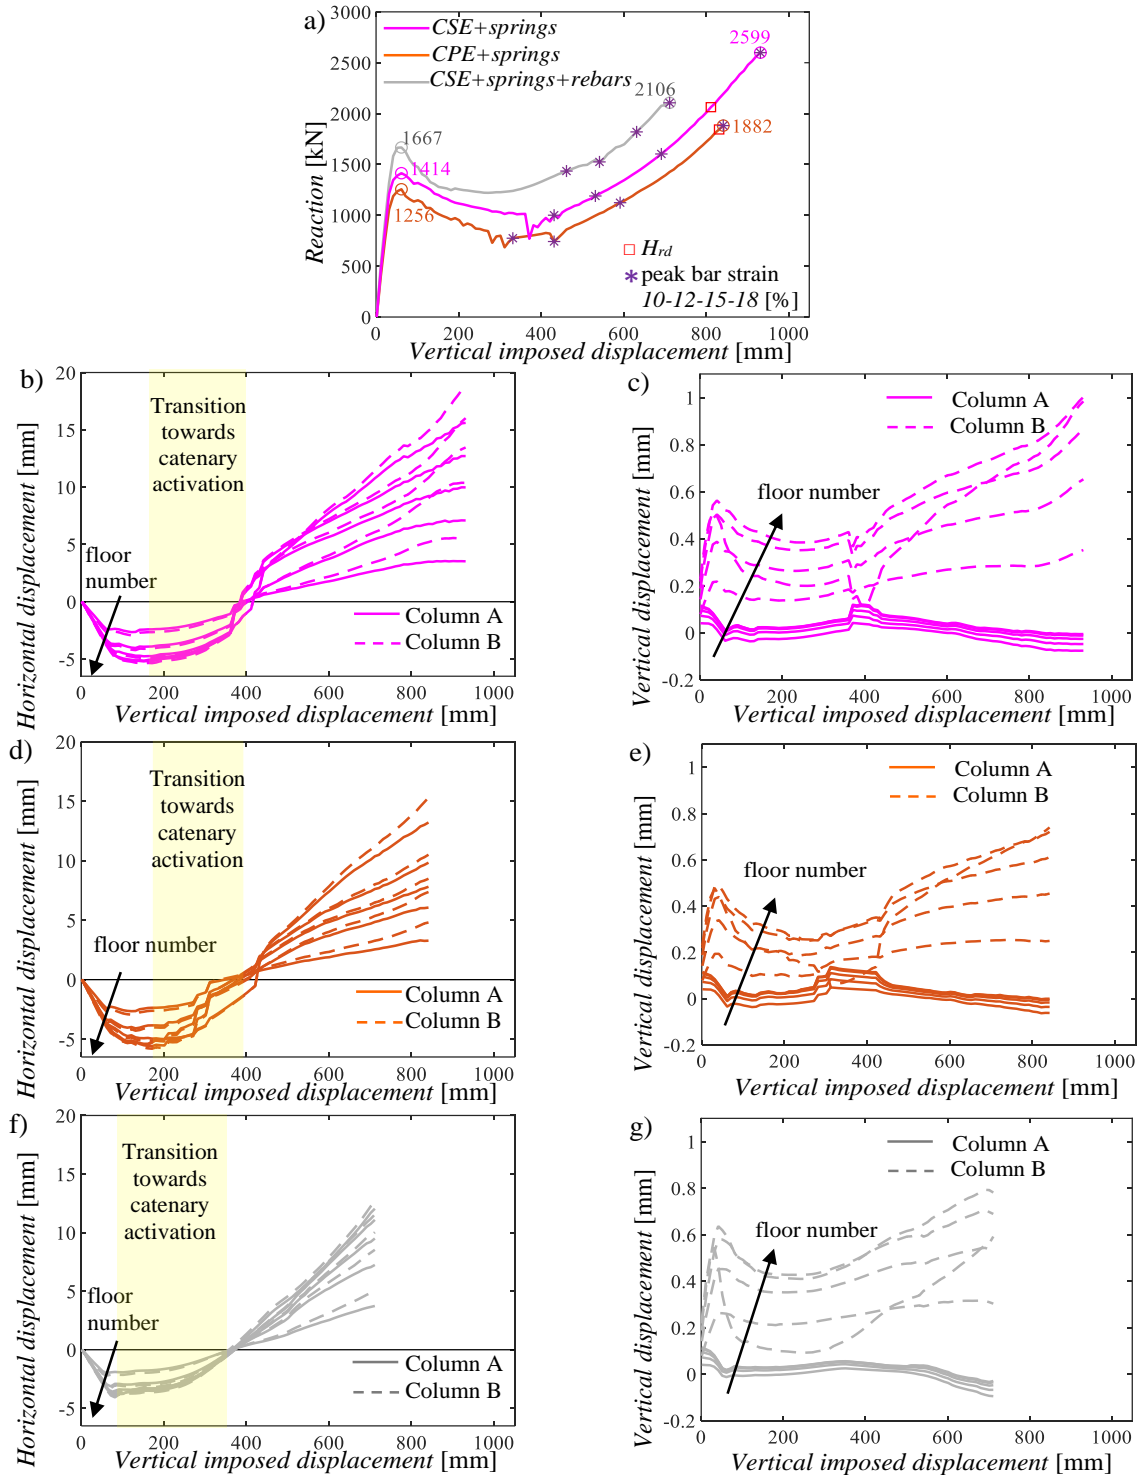 a)
3000
2500
2000
1500
1000
500
0
Reaction [kN]
CSE+springs
CPE+springs
CSE+springs+rebars
2599
2106
1882
1667
1414
1256
Hrd
peak bar strain
10-12-15-18 [%]
0 200 400 600 800 1000
Vertical imposed displacement [mm]
b)
20
15
10
5
0
-5
Horizontal displacement [mm]
Transition
towards
catenary
activation
floor
number
Column A
Column B
0 200 400 600 800 1000
Vertical imposed displacement [mm]
c)
1
0.8
0.6
0.4
0.2
0
-0.2
Vertical displacement [mm]
Column A
Column B
floor number
0 200 400 600 800 1000
Vertical imposed displacement [mm]
d)
20
15
10
5
0
-5
Horizontal displacement [mm]
Transition
towards
catenary
activation
floor number
Column A
Column B
0 200 400 600 800 1000
Vertical imposed displacement [mm]
e)
1
0.8
0.6
0.4
0.2
0
-0.2
Vertical displacement [mm]
Column A
Column B
floor number
0 200 400 600 800 1000
Vertical imposed displacement [mm]
f)
20
15
10
5
0
-5
Horizontal displacement [mm]
Transition
towards
catenary
activation
floor
number
Column A
Column B
0 200 400 600 800 1000
Vertical imposed displacement [mm]
g)
1
0.8
0.6
0.4
0.2
0
-0.2
Vertical displacement [mm]
Column A
Column B
floor number
0 200 400 600 800 1000
Vertical imposed displacement [mm]